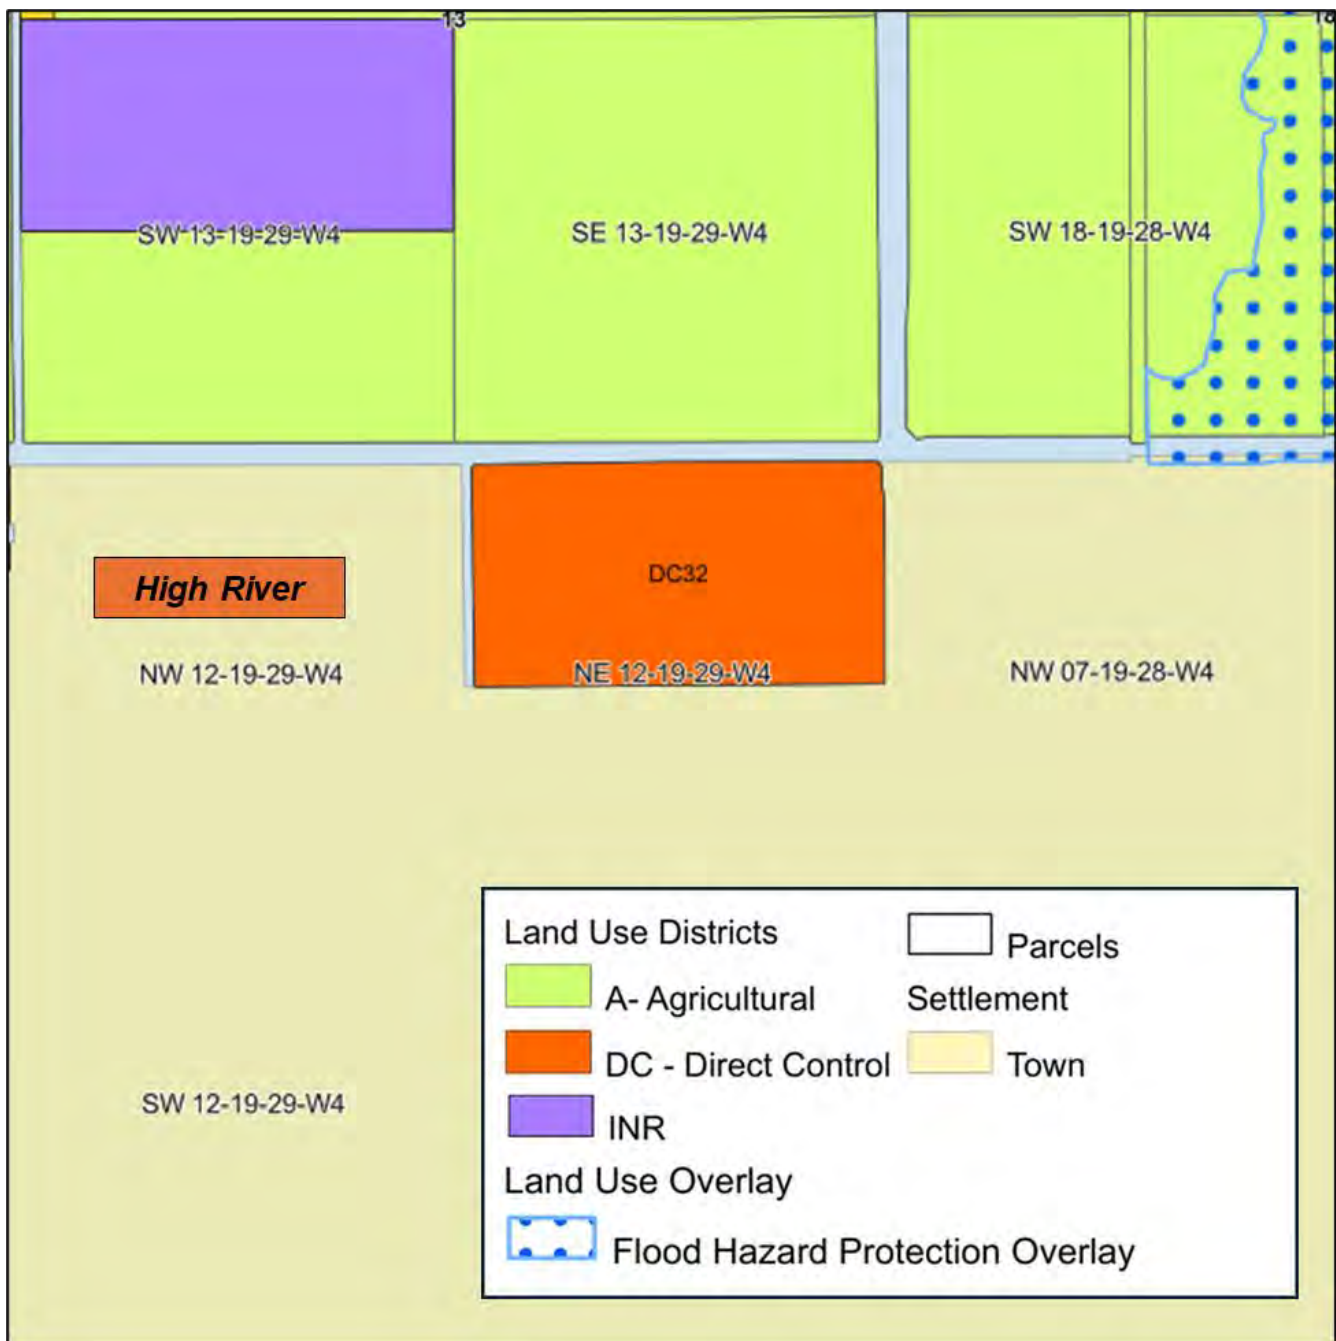 13
SW 13-19-29-W4
SE 13-19-29-W4
SW 18-19-28-W4
DC32
High River
NW 12-19-29-W4
NE 12-19-29-W4
NW 07-19-28-W4
SW 12-19-29-W4
Land Use Districts
A- Agricultural
DC - Direct Control
INR
Land Use Overlay
Flood Hazard Protection Overlay
Parcels
Settlement
Town